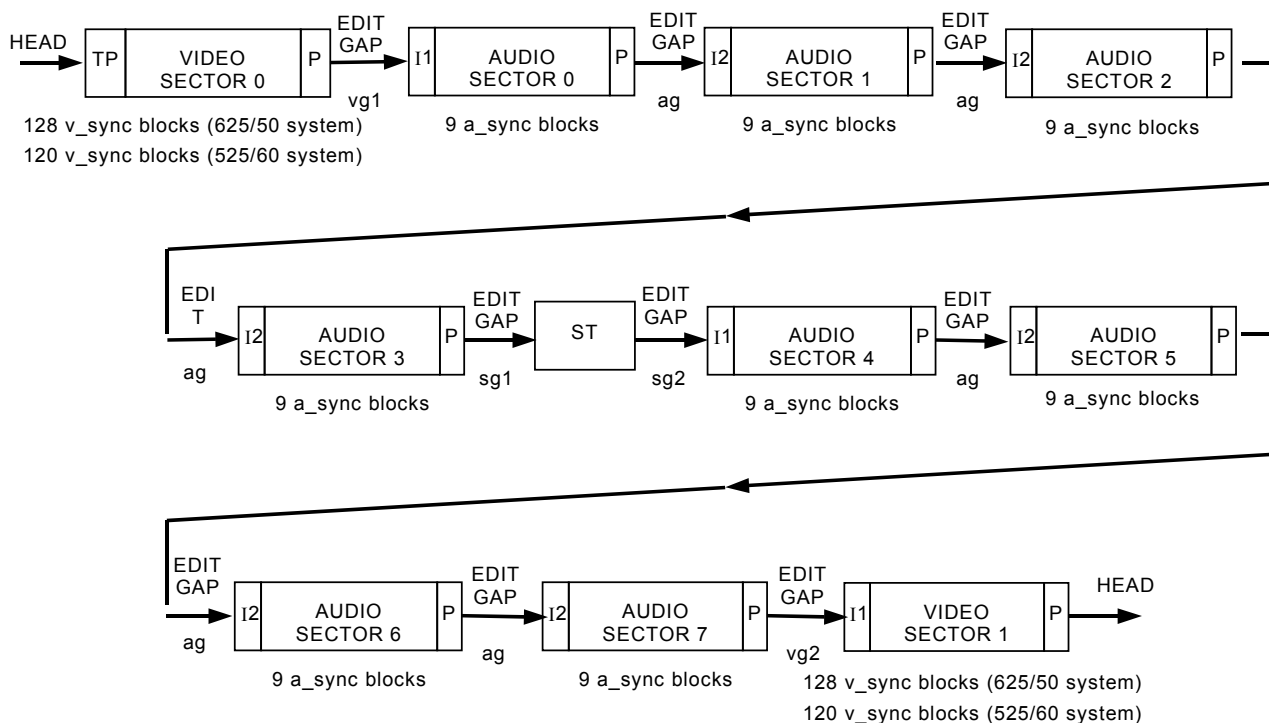 HEAD
TP
VIDEO
SECTOR 0
P
EDIT
GAP
vg1
I1
AUDIO
SECTOR 0
P
EDIT
GAP
ag
I2
AUDIO
SECTOR 1
P
EDIT
GAP
ag
I2
AUDIO
SECTOR 2
P
128 v_sync blocks (625/50 system)
120 v_sync blocks (525/60 system)
9 a_sync blocks
9 a_sync blocks
9 a_sync blocks
EDI
T
ag
I2
AUDIO
SECTOR 3
P
EDIT
GAP
sg1
ST
EDIT
GAP
sg2
I1
AUDIO
SECTOR 4
P
EDIT
GAP
ag
I2
AUDIO
SECTOR 5
P
9 a_sync blocks
9 a_sync blocks
9 a_sync blocks
EDIT
GAP
ag
I2
AUDIO
SECTOR 6
P
EDIT
GAP
ag
I2
AUDIO
SECTOR 7
P
EDIT
GAP
vg2
I1
VIDEO
SECTOR 1
P
HEAD
9 a_sync blocks
9 a_sync blocks
128 v_sync blocks (625/50 system)
120 v_sync blocks (525/60 system)